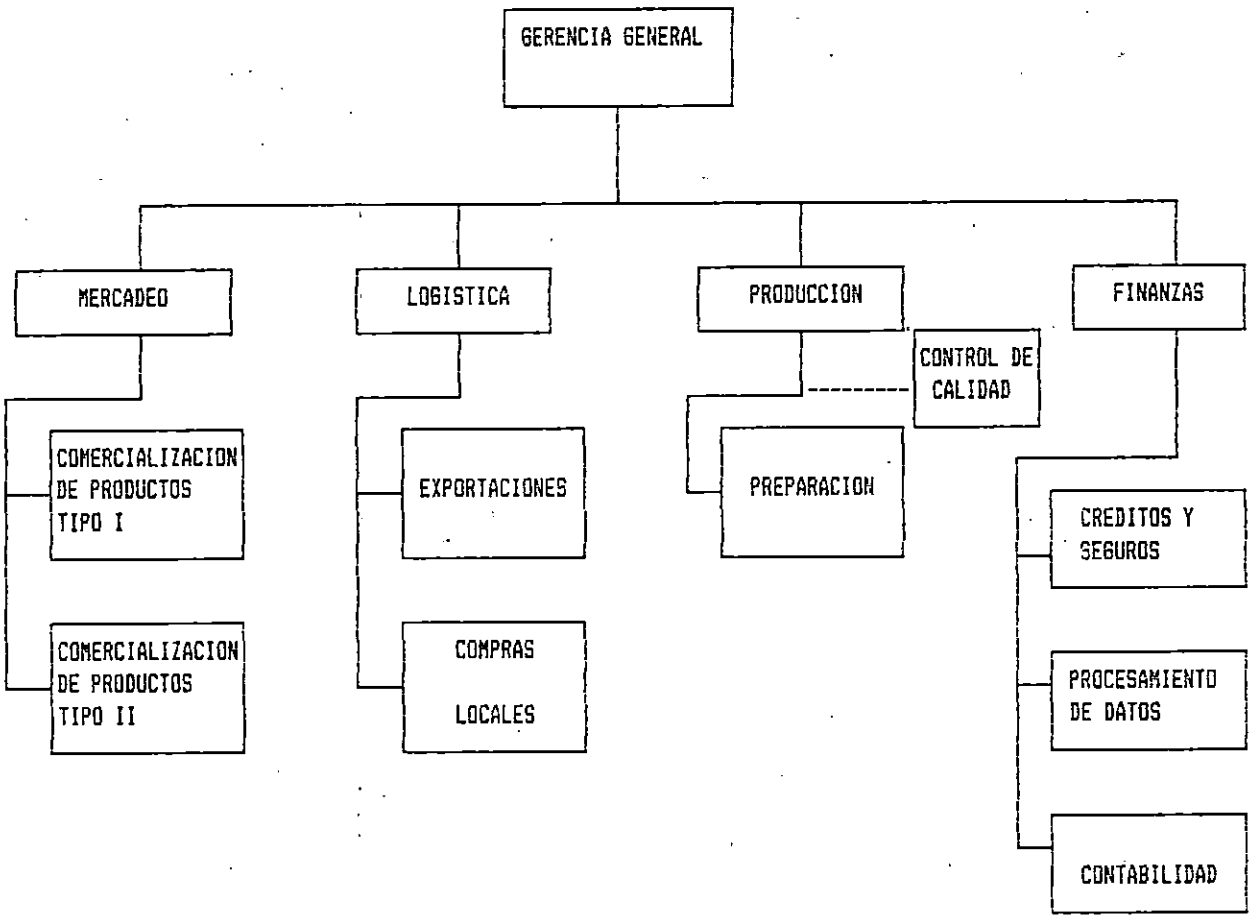 GERENCIA GENERAL
MERCADEO
LOGISTICA
PRODUCCION
FINANZAS
CONTROL DE
CALIDAD
COMERCIALIZACION
DE PRODUCTOS
TIPO I
EXPORTACIONES
PREPARACION
CREDITOS Y
SEGUROS
COMERCIALIZACION
DE PRODUCTOS
TIPO II
COMPRAS
LOCALES
PROCESAMIENTO
DE DATOS
CONTABILIDAD